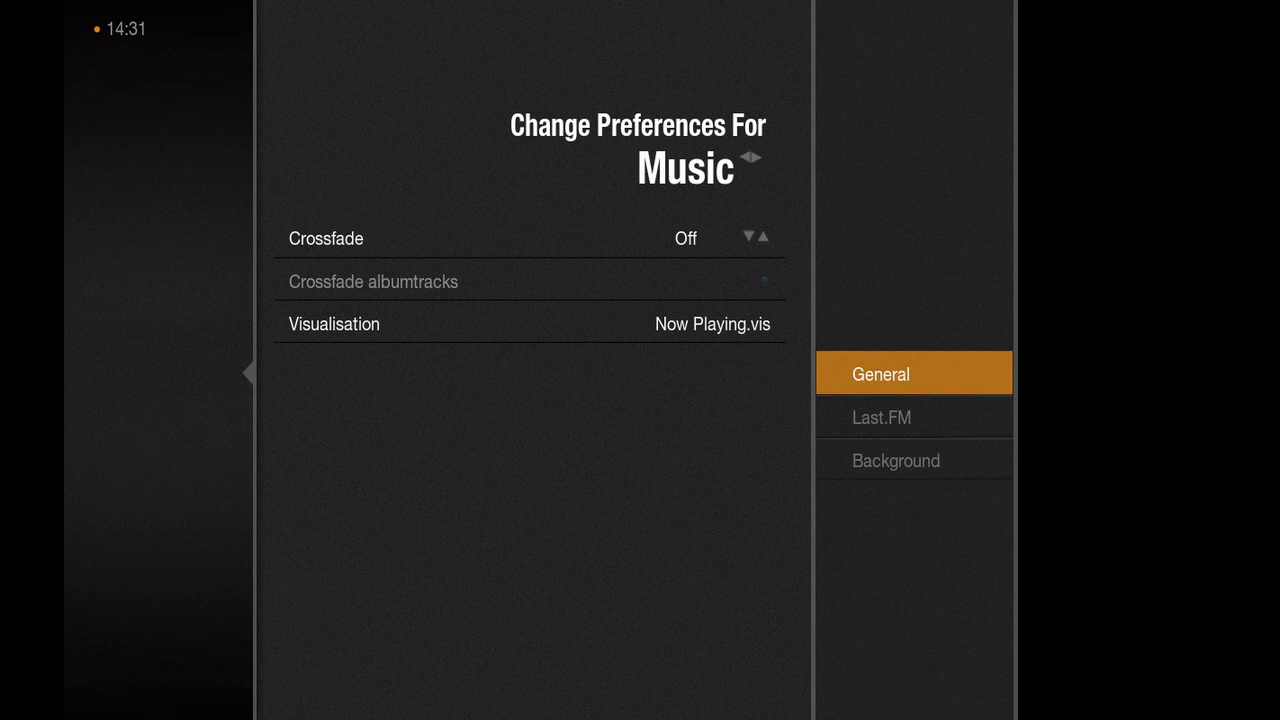 14:31
Change Preferences For
Music
Crossfade Off
Crossfade albumtracks
Visualisation Now Playing.vis
General
Last.FM
Background